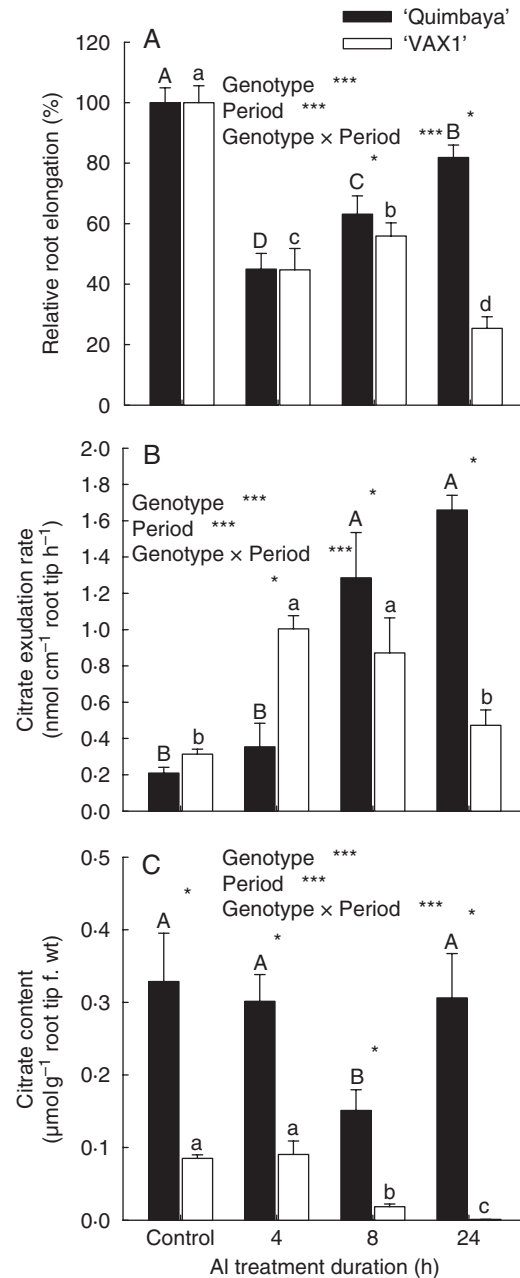 'Quimbaya'
'VAX1'
A
Relative root elongation (%)
120
100
80
60
40
20
0
Genotype ***
Period ***
Genotype × Period ***
A a
D c
* C b
* B d
B
Citrate exudation rate
(nmol cm⁻¹ root tip h⁻¹)
2·0
1·8
1·6
1·4
1·2
1·0
0·8
0·6
0·4
0·2
0·0
Genotype ***
Period ***
Genotype × Period ***
B b
* B a
* A a
* A b
C
Citrate content
(μmolg⁻¹ root tip f. wt)
0·5
0·4
0·3
0·2
0·1
0·0
Genotype ***
Period ***
Genotype × Period ***
* A a
* A a
* B b
* A c
Control 4 8 24
Al treatment duration (h)